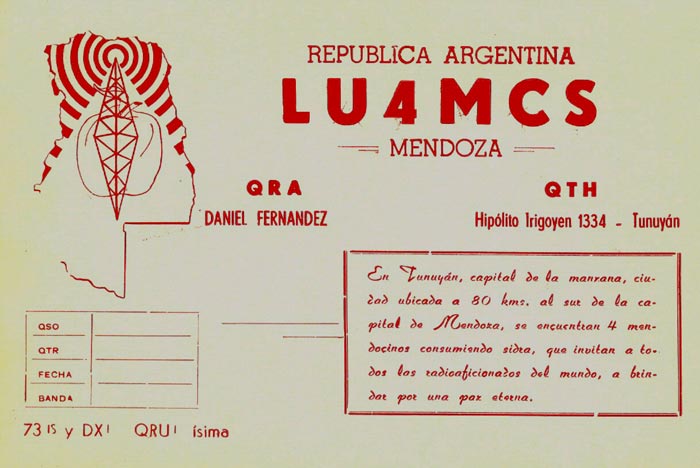 REPUBLICA ARGENTINA
LU4MCS
MENDOZA
QRA
DANIEL FERNANDEZ
QTH
Hipólito Irigoyen 1334 - Tunuyán
En Tunuyán, capital de la manzana, ciu-
dad ubicada a 80 kms. al sur de la ca-
pital de Mendoza, se encuentran 4 men-
docinos consumiendo sidra, que invitan a to-
dos los radioaficionados del mundo, a brin-
dar por una paz eterna.
QSO
QTR
FECHA
BANDA
73 IS y DX I QRU I ísima